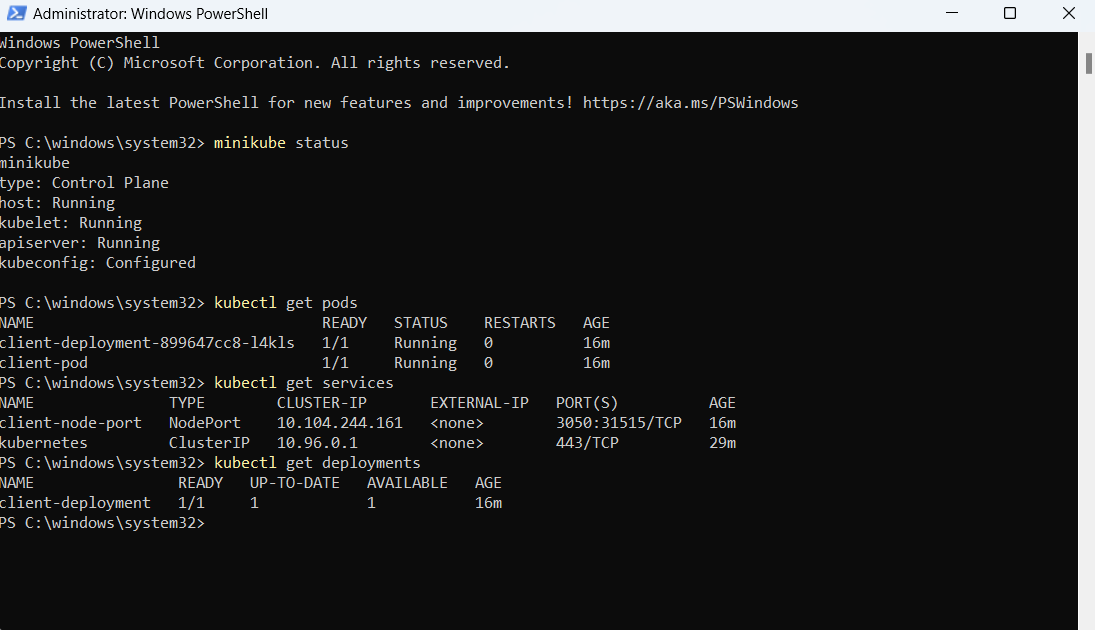 Administrator: Windows PowerShell
Windows PowerShell
Copyright (C) Microsoft Corporation. All rights reserved.
Install the latest PowerShell for new features and improvements! https://aka.ms/PSWindows
PS C:\windows\system32> minikube status
minikube
type: Control Plane
host: Running
kubelet: Running
apiserver: Running
kubeconfig: Configured
PS C:\windows\system32> kubectl get pods
NAME                                READY   STATUS    RESTARTS   AGE
client-deployment-899647cc8-l4kls   1/1     Running   0          16m
client-pod                          1/1     Running   0          16m
PS C:\windows\system32> kubectl get services
NAME               TYPE        CLUSTER-IP       EXTERNAL-IP   PORT(S)          AGE
client-node-port   NodePort    10.104.244.161   <none>        3050:31515/TCP   16m
kubernetes         ClusterIP   10.96.0.1        <none>        443/TCP          29m
PS C:\windows\system32> kubectl get deployments
NAME                READY   UP-TO-DATE   AVAILABLE   AGE
client-deployment   1/1     1            1           16m
PS C:\windows\system32>